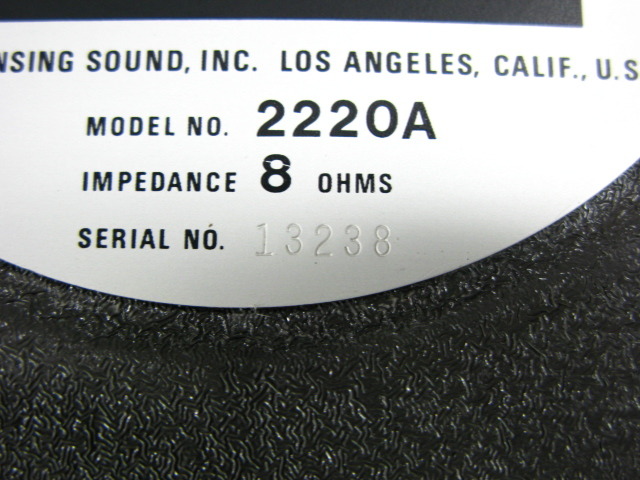 NSING SOUND, INC. LOS ANGELES, CALIF., U.S
MODEL NO. 2220A
IMPEDANCE 8 OHMS
SERIAL NO. 13238